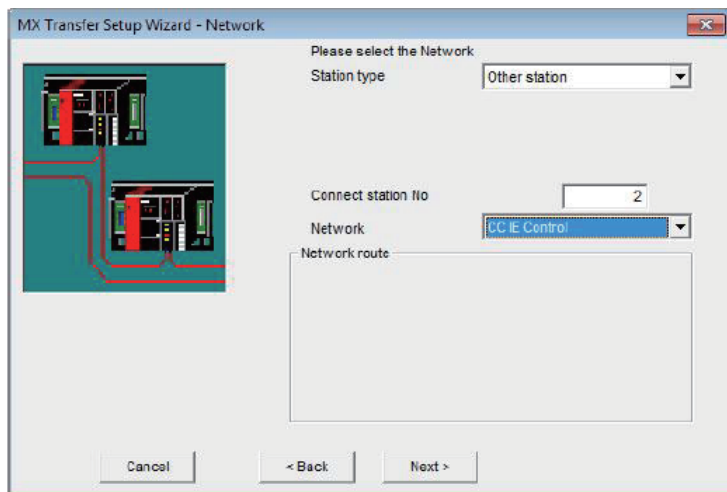 MX Transfer Setup Wizard - Network
Please select the Network
Station type
Other station
Connect station No
2
Network
CC IE Control
Network route
Cancel
< Back
Next >